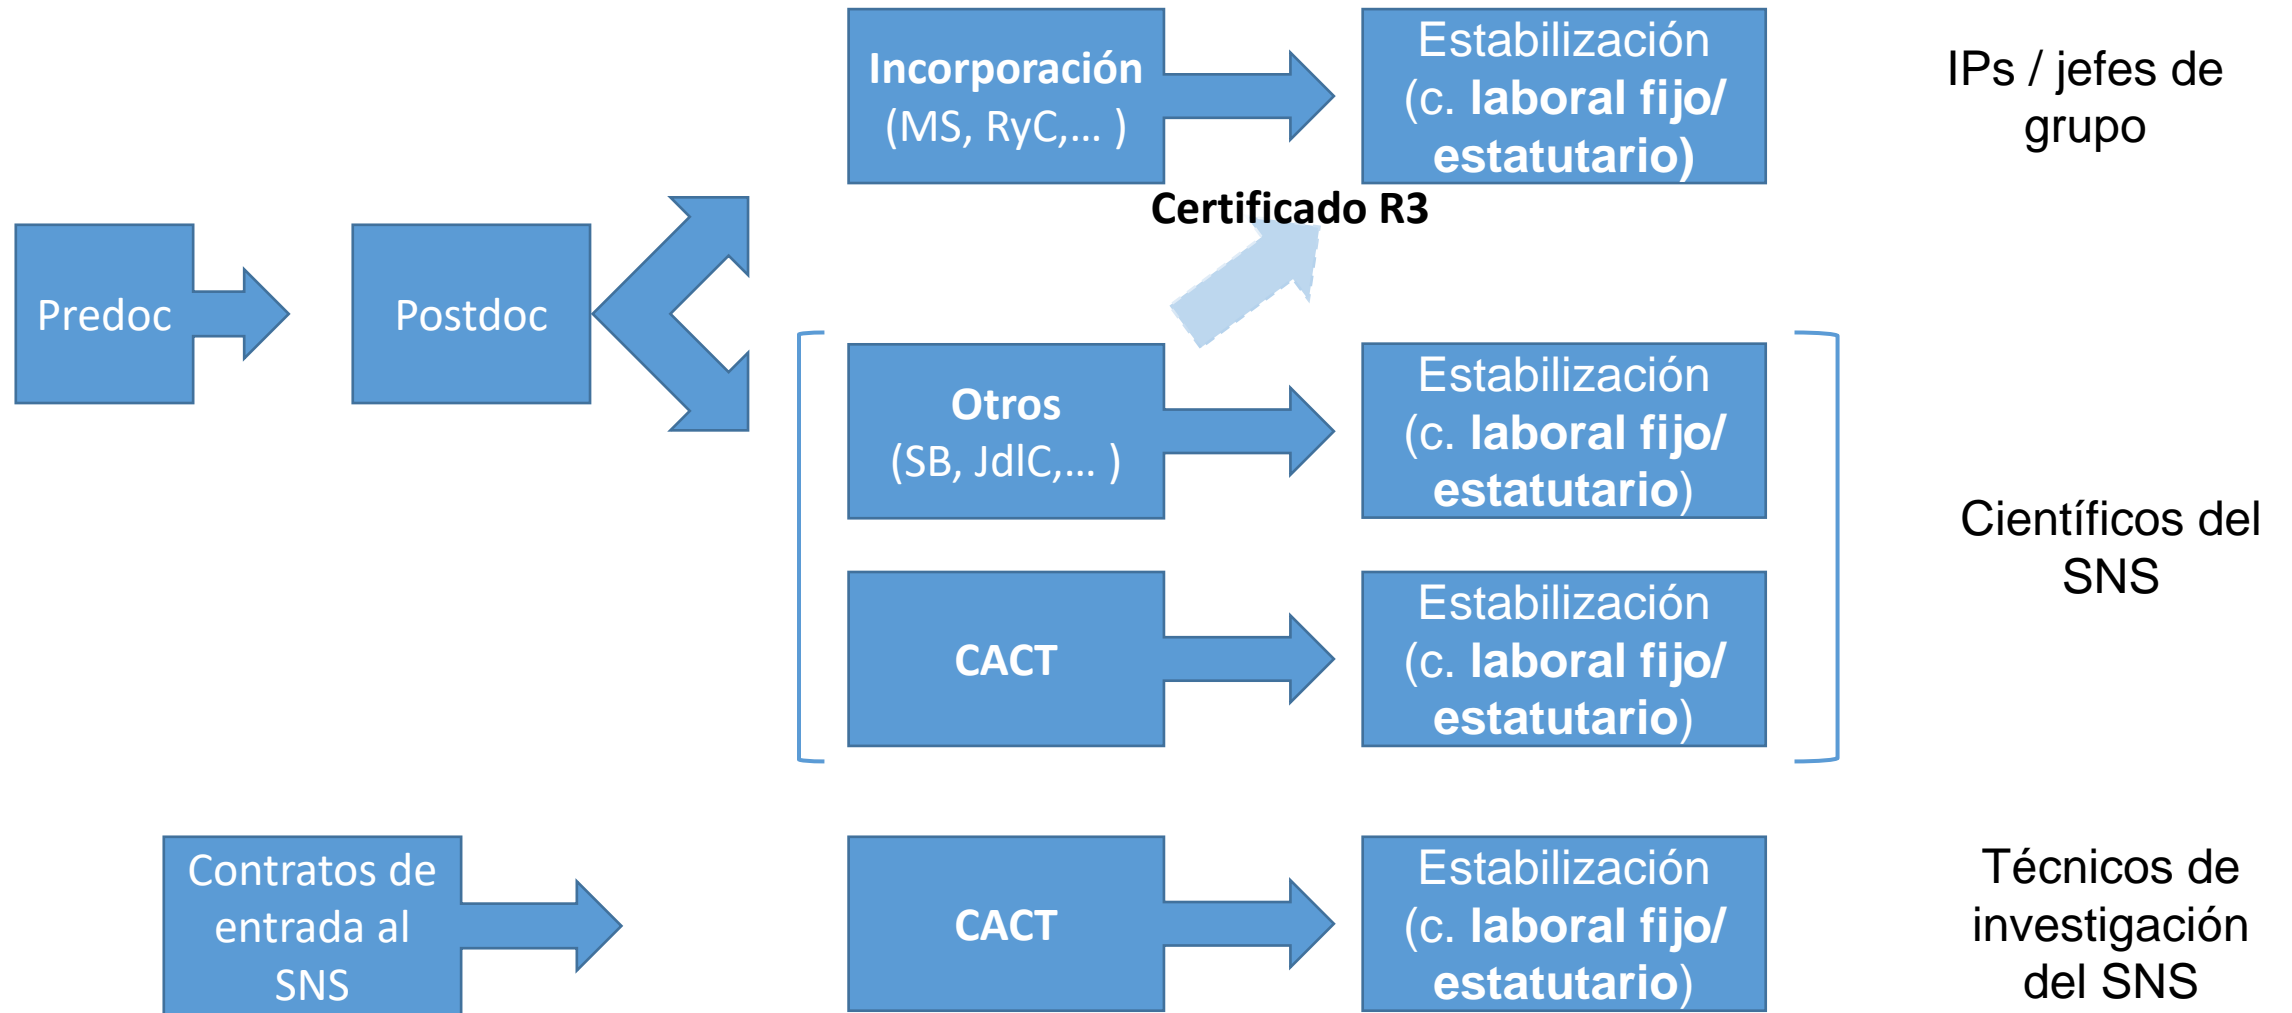 Incorporación
(MS, RyC,... )
Estabilización
(c. laboral fijo/
estatutario)
IPs / jefes de
grupo
Certificado R3
Predoc
Postdoc
Otros
(SB, JdlC,... )
Estabilización
(c. laboral fijo/
estatutario)
CACT
Estabilización
(c. laboral fijo/
estatutario)
Científicos del
SNS
Contratos de
entrada al
SNS
CACT
Estabilización
(c. laboral fijo/
estatutario)
Técnicos de
investigación
del SNS